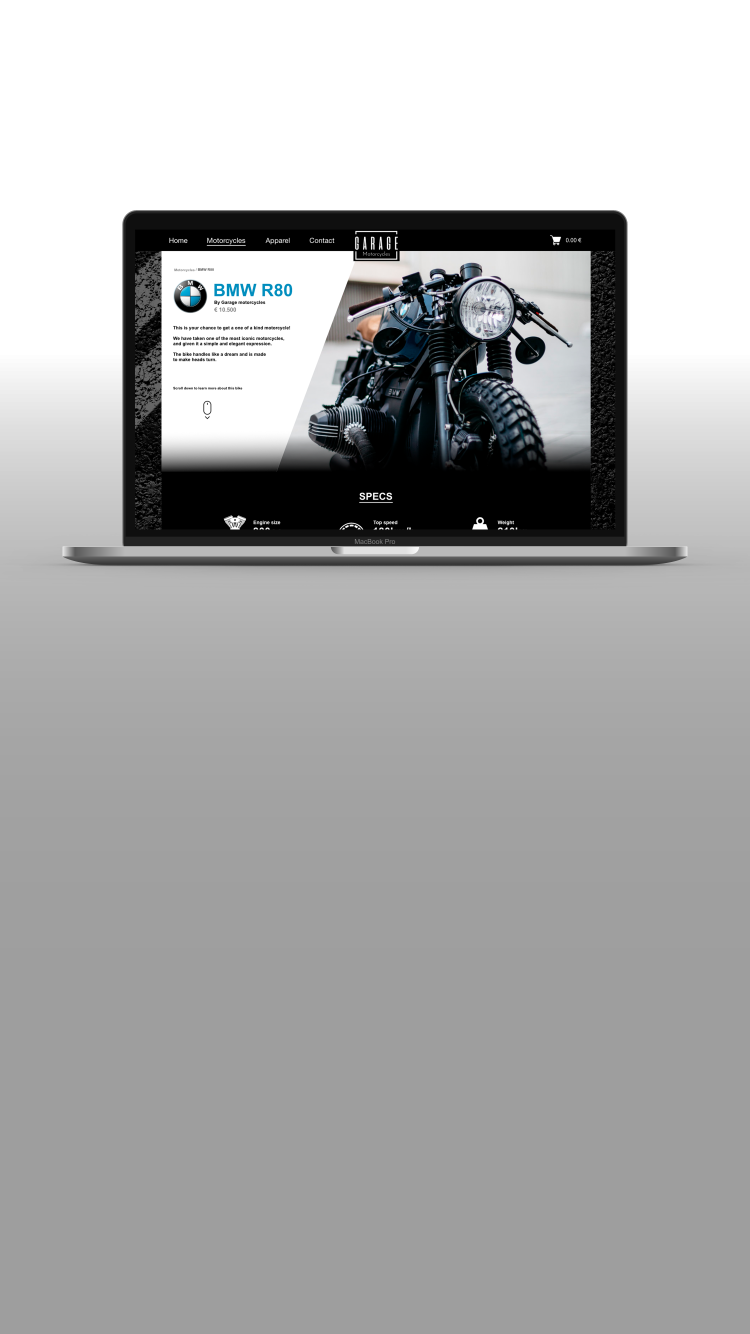 Home Motorcycles Apparel Contact GARAGE Motorcycles 0.00 €
Motorcycles / BMW R80
BMW
BMW R80
By Garage motorcycles
€ 10.500
This is your chance to get a one of a kind motorcycle!
We have taken one of the most iconic motorcycles,
and given it a simple and elegant expression.
The bike handles like a dream and is made
to make heads turn.
Scroll down to learn more about this bike
BMW
SPECS
Engine size Top speed Weight
MacBook Pro